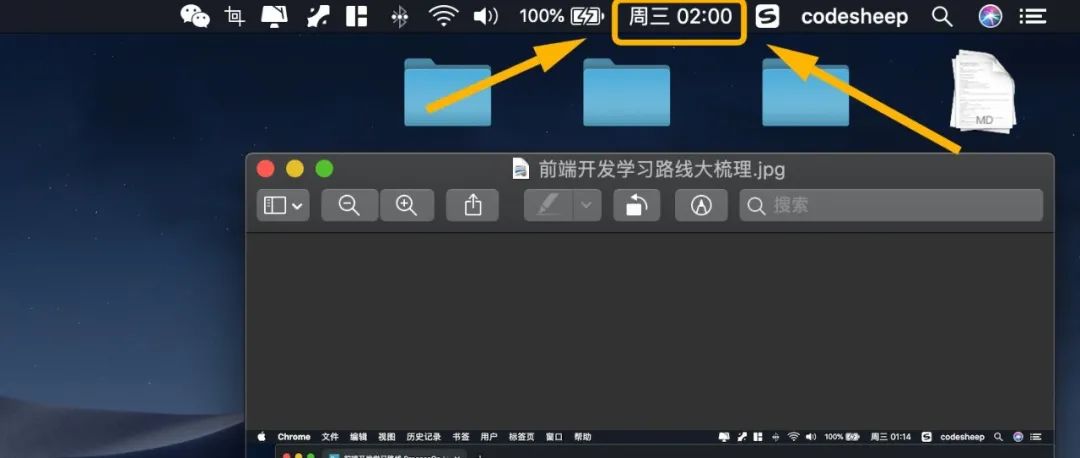 100% 周三 02:00 codesheep
MD
前端开发学习路线大梳理.jpg
搜索
Chrome 文件 编辑 视图 历史记录 书签 用户 标签页 窗口 帮助 100% 周三 01:14 codesheep